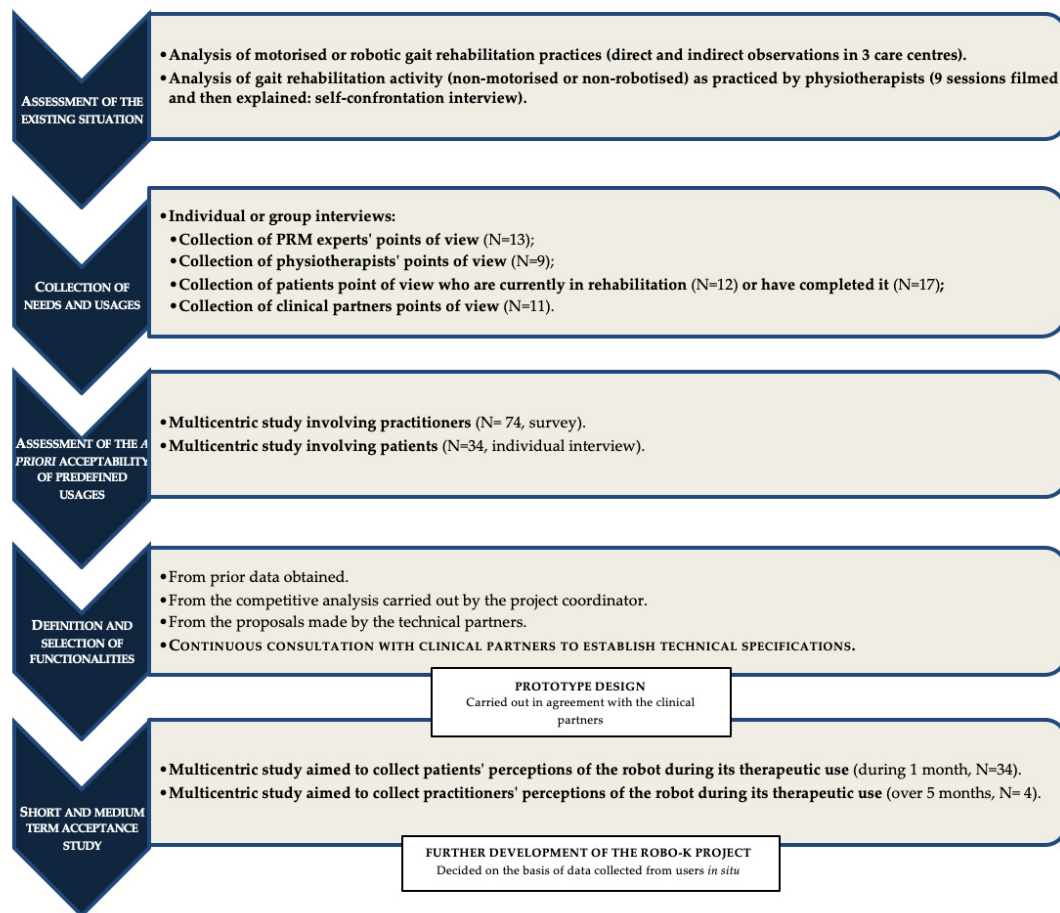 ASSESSMENT OF THE
EXISTING SITUATION
•Analysis of motorised or robotic gait rehabilitation practices (direct and indirect observations in 3 care centres).
•Analysis of gait rehabilitation activity (non-motorised or non-robotised) as practiced by physiotherapists (9 sessions filmed
and then explained: self-confrontation interview).
COLLECTION OF
NEEDS AND USAGES
•Individual or group interviews:
•Collection of PRM experts' points of view (N=13);
•Collection of physiotherapists' points of view (N=9);
•Collection of patients point of view who are currently in rehabilitation (N=12) or have completed it (N=17);
•Collection of clinical partners points of view (N=11).
ASSESSMENT OF THE A
PRIORI ACCEPTABILITY
OF PREDEFINED
USAGES
•Multicentric study involving practitioners (N= 74, survey).
•Multicentric study involving patients (N=34, individual interview).
DEFINITION AND
SELECTION OF
FUNCTIONALITIES
•From prior data obtained.
•From the competitive analysis carried out by the project coordinator.
•From the proposals made by the technical partners.
•CONTINUOUS CONSULTATION WITH CLINICAL PARTNERS TO ESTABLISH TECHNICAL SPECIFICATIONS.
PROTOTYPE DESIGN
Carried out in agreement with the clinical
partners
SHORT AND MEDIUM
TERM ACCEPTANCE
STUDY
•Multicentric study aimed to collect patients' perceptions of the robot during its therapeutic use (during 1 month, N=34).
•Multicentric study aimed to collect practitioners' perceptions of the robot during its therapeutic use (over 5 months, N= 4).
FURTHER DEVELOPMENT OF THE ROBO-K PROJECT
Decided on the basis of data collected from users in situ